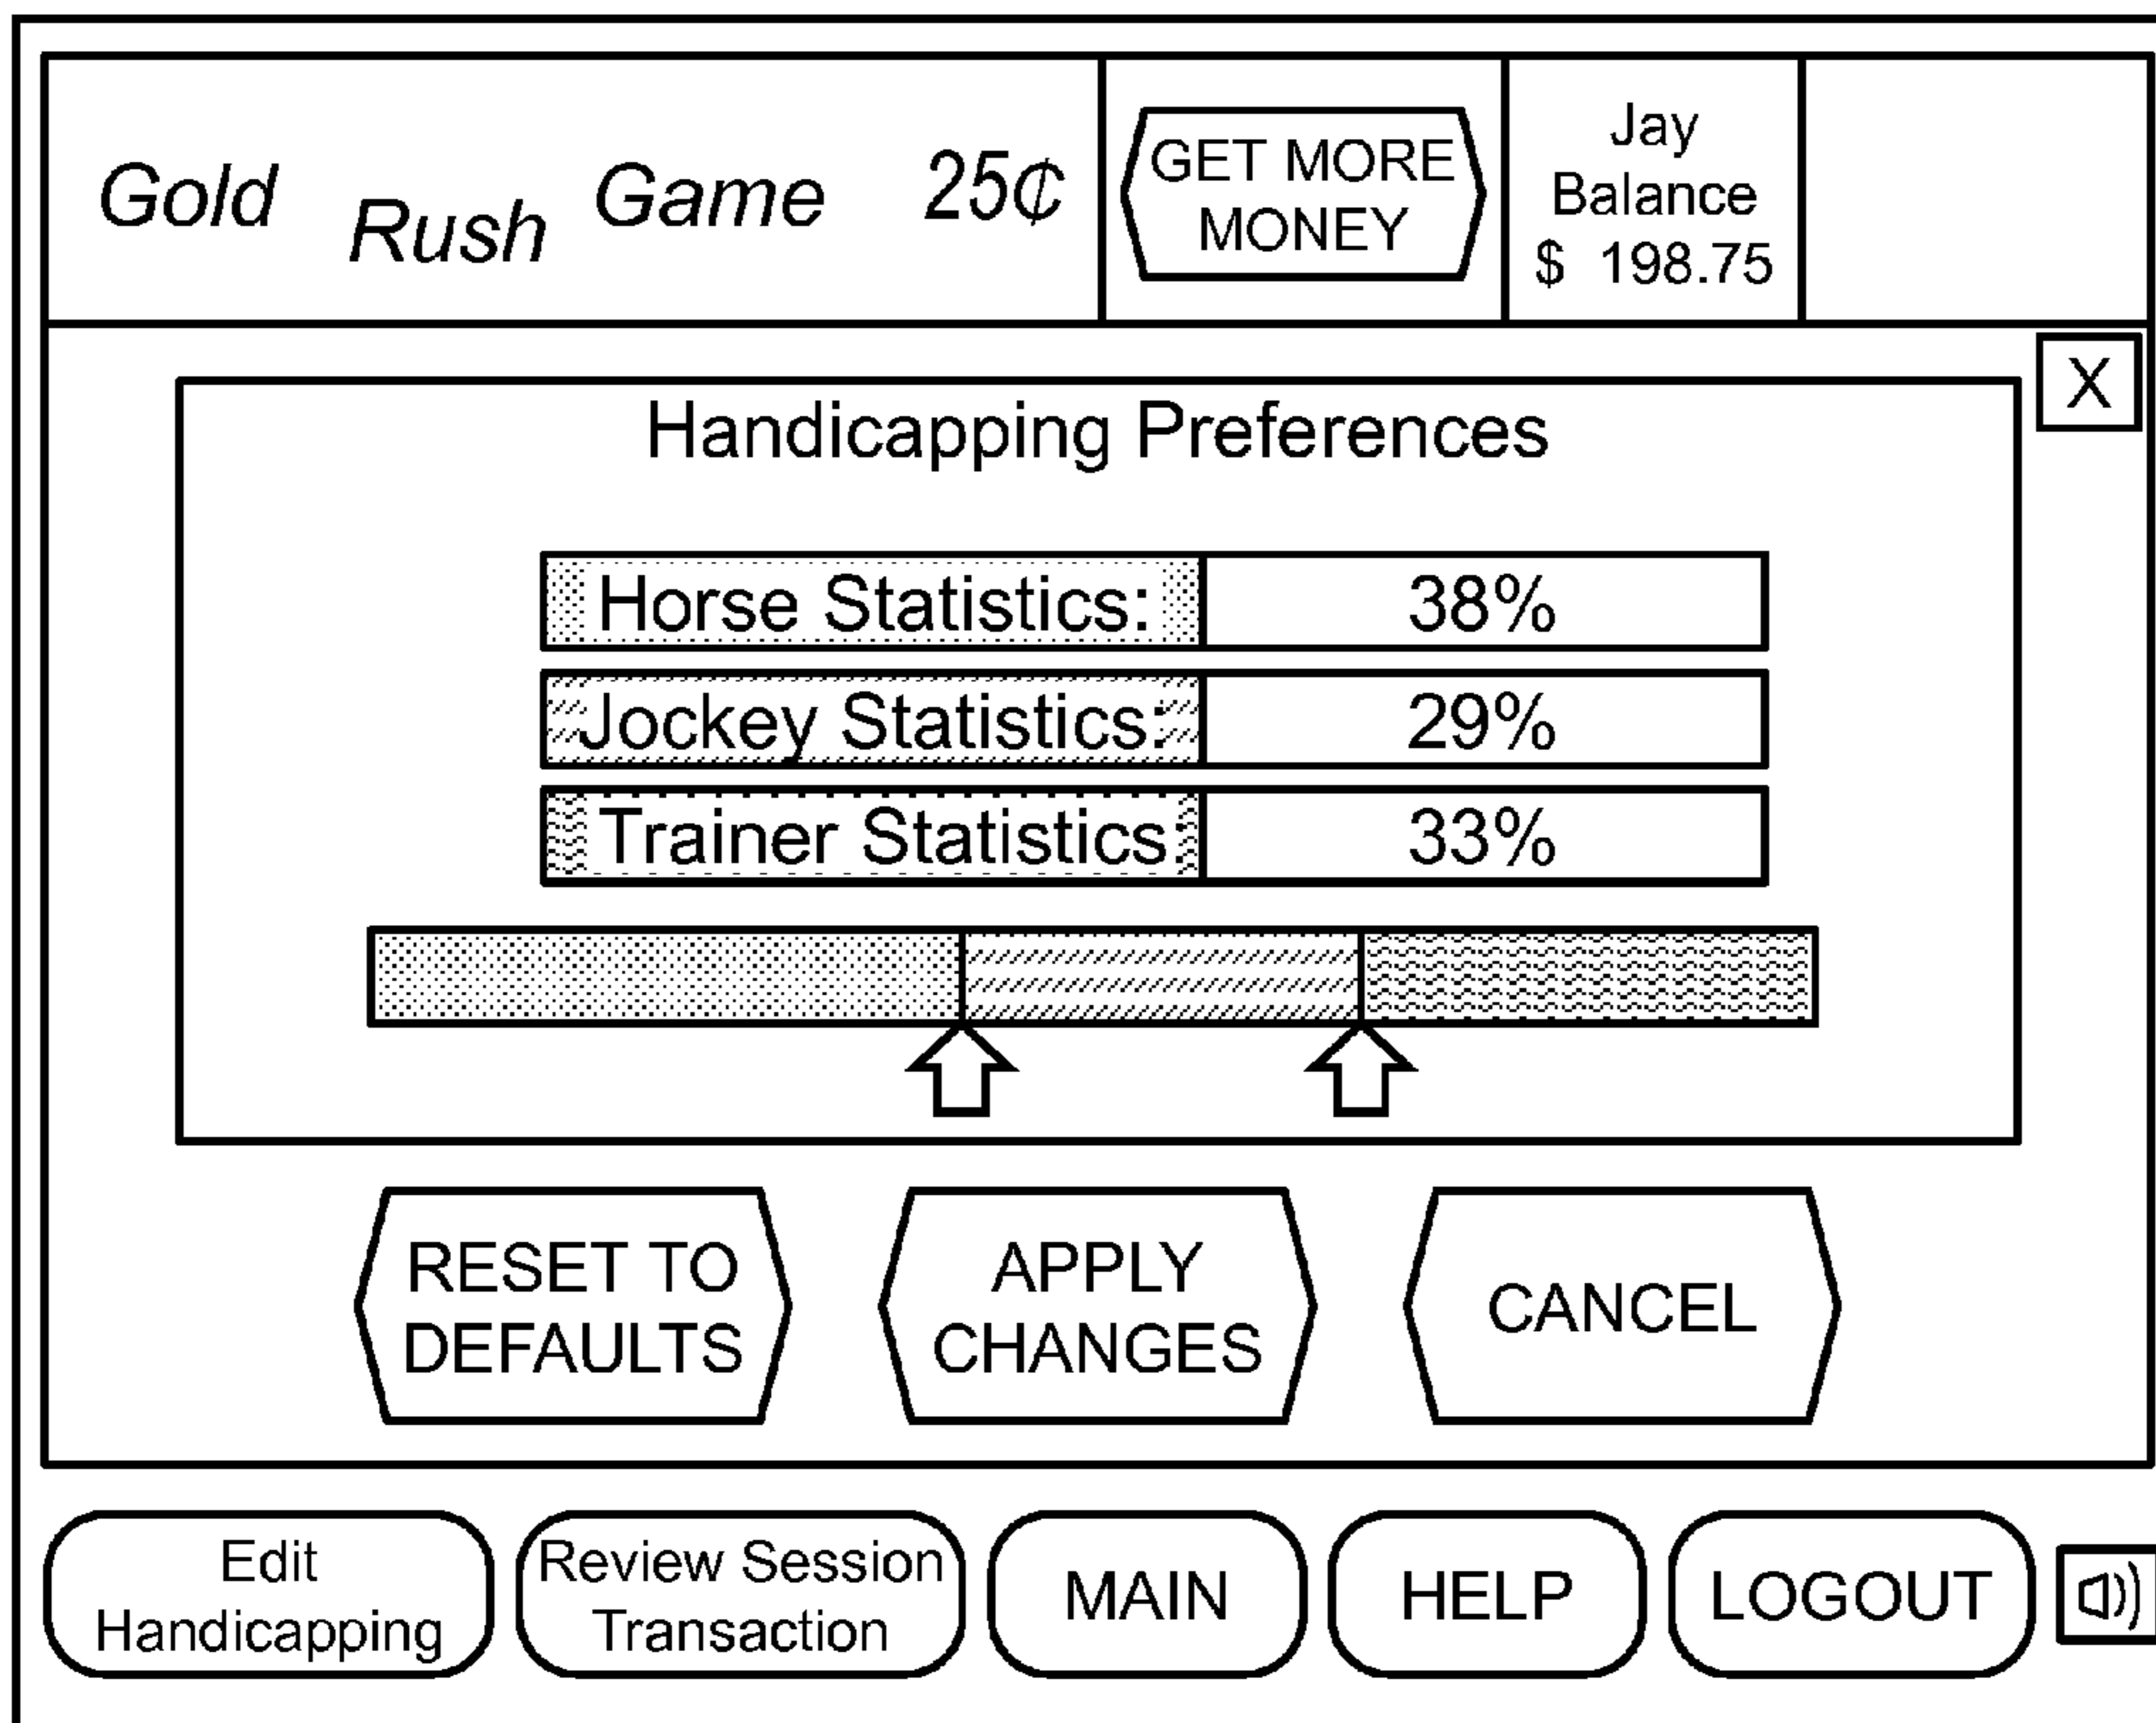 Gold Rush Game 25¢
GET MORE
MONEY
Jay
Balance
$ 198.75
X
Handicapping Preferences
Horse Statistics: 38%
Jockey Statistics: 29%
Trainer Statistics: 33%
RESET TO
DEFAULTS
APPLY
CHANGES
CANCEL
Edit
Handicapping
Review Session
Transaction
MAIN
HELP
LOGOUT